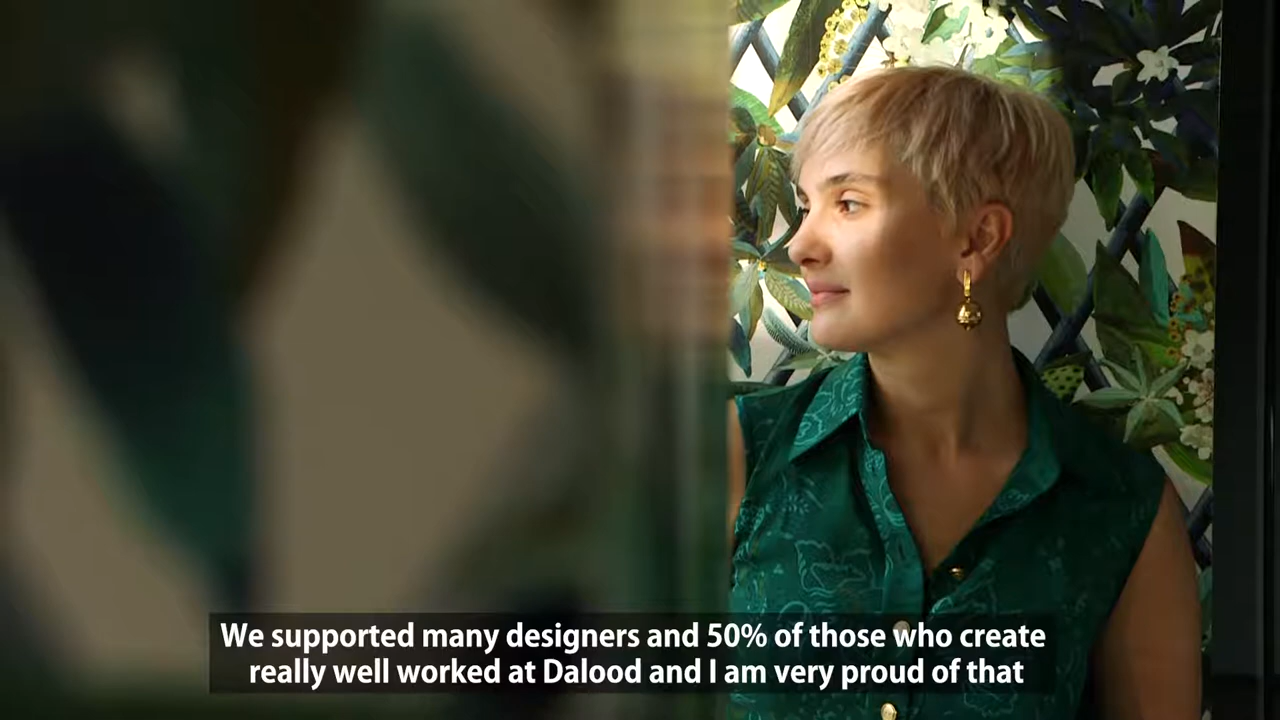 We supported many designers and 50% of those who create
really well worked at Dalood and I am very proud of that